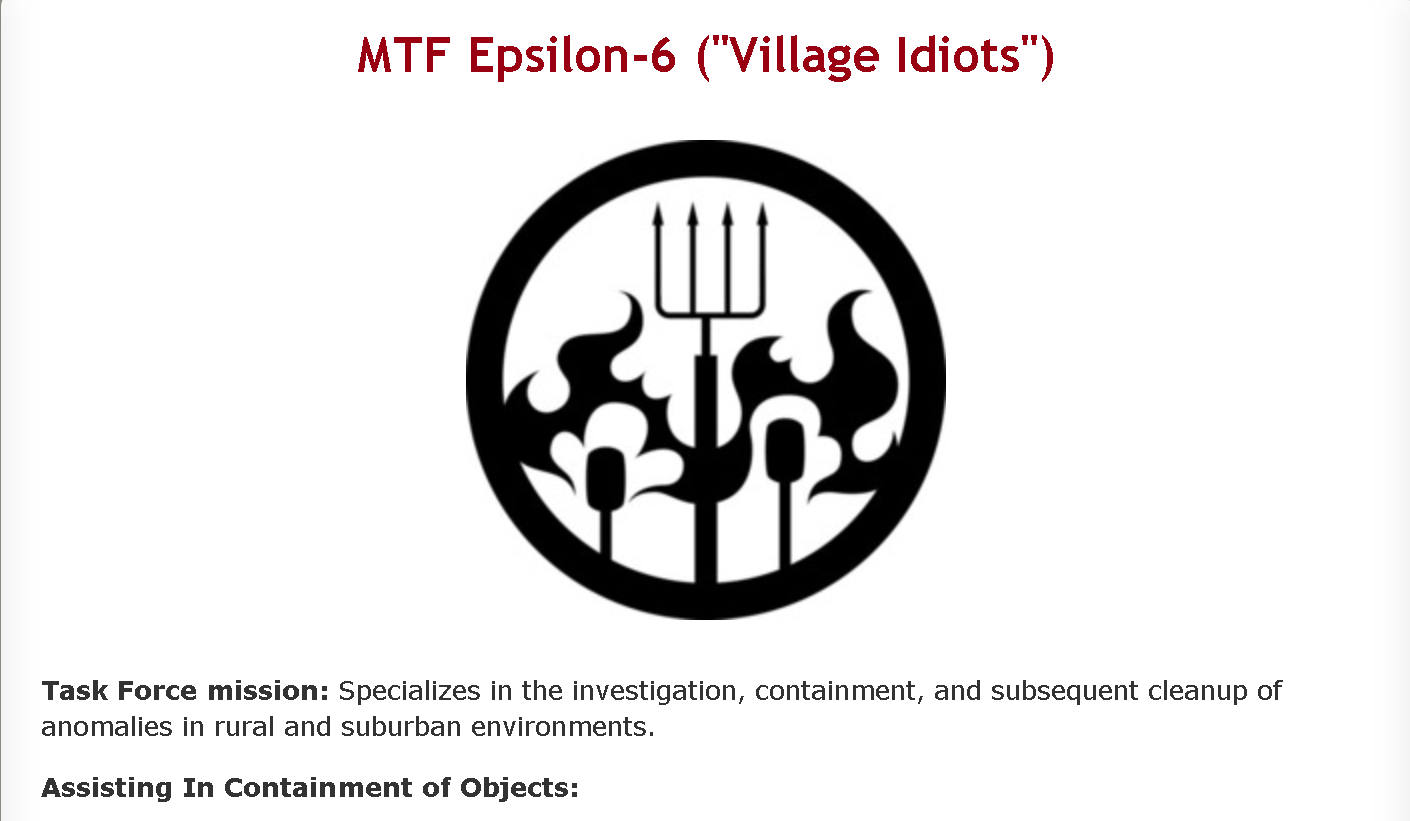 MTF Epsilon-6 ("Village Idiots")
Task Force mission: Specializes in the investigation, containment, and subsequent cleanup of
anomalies in rural and suburban environments.
Assisting In Containment of Objects: